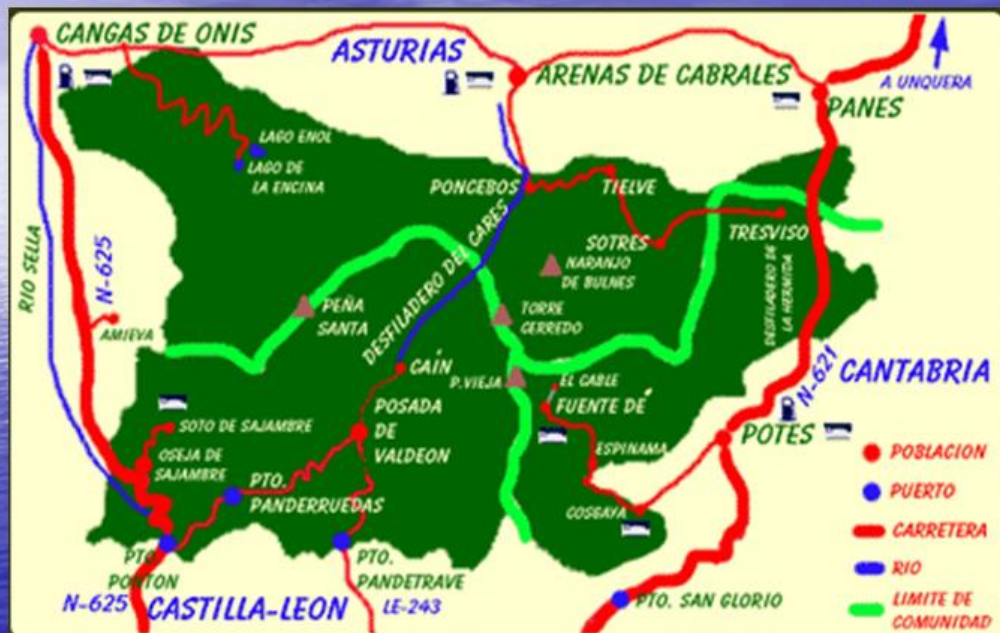 CANGAS DE ONIS
ASTURIAS
ARENAS DE CABRALES
A UNQUERA
PANES
LAGO ENOL
LAGO DE
LA ENCINA
PONCEBOS
TIELVE
SOTRES
TRESVISO
RIO SELLA
N-625
AMIEVA
DESFILADERO DEL CARES
NARANJO
DE BULNES
DESFILADERO DE
LA HERMIDA
PEÑA
SANTA
TORRE
CERREDO
CAÍN
P.VIEJA
EL CABLE
FUENTE DÉ
N-621
CANTABRIA
POSADA
DE
VALDEON
SOTO DE SAJAMBRE
OSEJA DE
SAJAMBRE
ESPINAMA
POTES
PTO.
PANDERRUEDAS
COSGAYA
PTO.
PONTON
PTO.
PANDETRAVE
PTO. SAN GLORIO
N-625
CASTILLA-LEON
LE-243
POBLACION
PUERTO
CARRETERA
RIO
LIMITE DE
COMUNIDAD